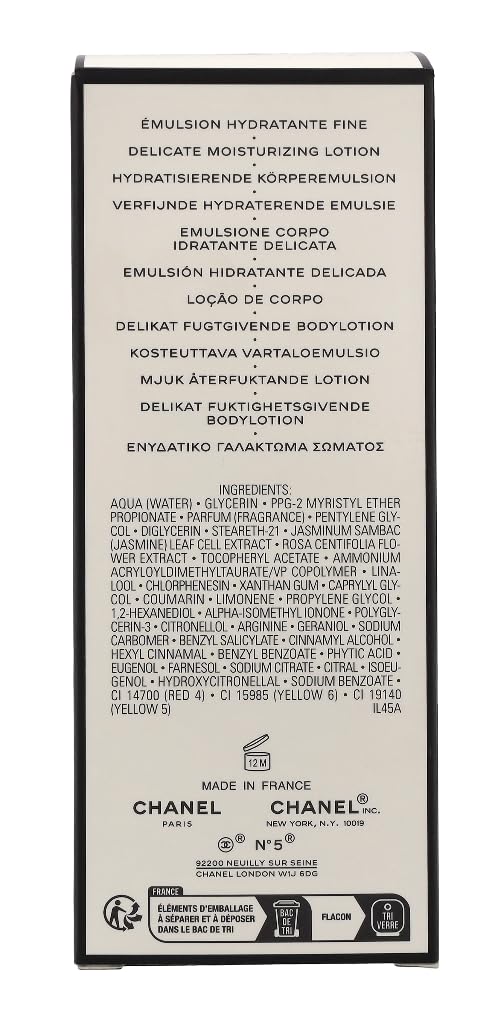 ÉMULSION HYDRATANTE FINE
•
DELICATE MOISTURIZING LOTION
•
HYDRATISIERENDE KÖRPEREMULSION
•
VERFIJNDE HYDRATERENDE EMULSIE
•
EMULSIONE CORPO
IDRATANTE DELICATA
•
EMULSIÓN HIDRATANTE DELICADA
•
LOÇÃO DE CORPO
•
DELIKAT FUGTGIVENDE BODYLOTION
•
KOSTEUTTAVA VARTALOEMULSIO
•
MJUK ÅTERFUKTANDE LOTION
•
DELIKAT FUKTIGHETSGIVENDE
BODYLOTION
•
ΕΝΥΔΑΤΙΚΟ ΓΑΛΑΚΤΩΜΑ ΣΩΜΑΤΟΣ
INGREDIENTS:
AQUA (WATER) • GLYCERIN • PPG-2 MYRISTYL ETHER
PROPIONATE • PARFUM (FRAGRANCE) • PENTYLENE GLY-
COL • DIGLYCERIN • STEARETH-21 • JASMINUM SAMBAC
(JASMINE) LEAF CELL EXTRACT • ROSA CENTIFOLIA FLO-
WER EXTRACT • TOCOPHERYL ACETATE • AMMONIUM
ACRYLOYLDIMETHYLTAURATE/VP COPOLYMER • LINA-
LOOL • CHLORPHENESIN • XANTHAN GUM • CAPRYLYL GLY-
COL • COUMARIN • LIMONENE • PROPYLENE GLYCOL •
1,2-HEXANEDIOL • ALPHA-ISOMETHYL IONONE • POLYGLY-
CERIN-3 • CITRONELLOL • ARGININE • GERANIOL • SODIUM
CARBOMER • BENZYL SALICYLATE • CINNAMYL ALCOHOL •
HEXYL CINNAMAL • BENZYL BENZOATE • PHYTIC ACID •
EUGENOL • FARNESOL • SODIUM CITRATE • CITRAL • ISOEU-
GENOL • HYDROXYCITRONELLAL • SODIUM BENZOATE •
CI 14700 (RED 4) • CI 15985 (YELLOW 6) • CI 19140
(YELLOW 5) IL45A
12 M
MADE IN FRANCE
CHANEL CHANEL® INC.
PARIS NEW YORK, N.Y. 10019
® N°5®
92200 NEUILLY SUR SEINE
CHANEL LONDON W1J 6DG
FRANCE
ÉLÉMENTS D'EMBALLAGE
À SÉPARER ET À DÉPOSER
DANS LE BAC DE TRI
BAC
DE
TRI
FLACON
TRI
VERRE